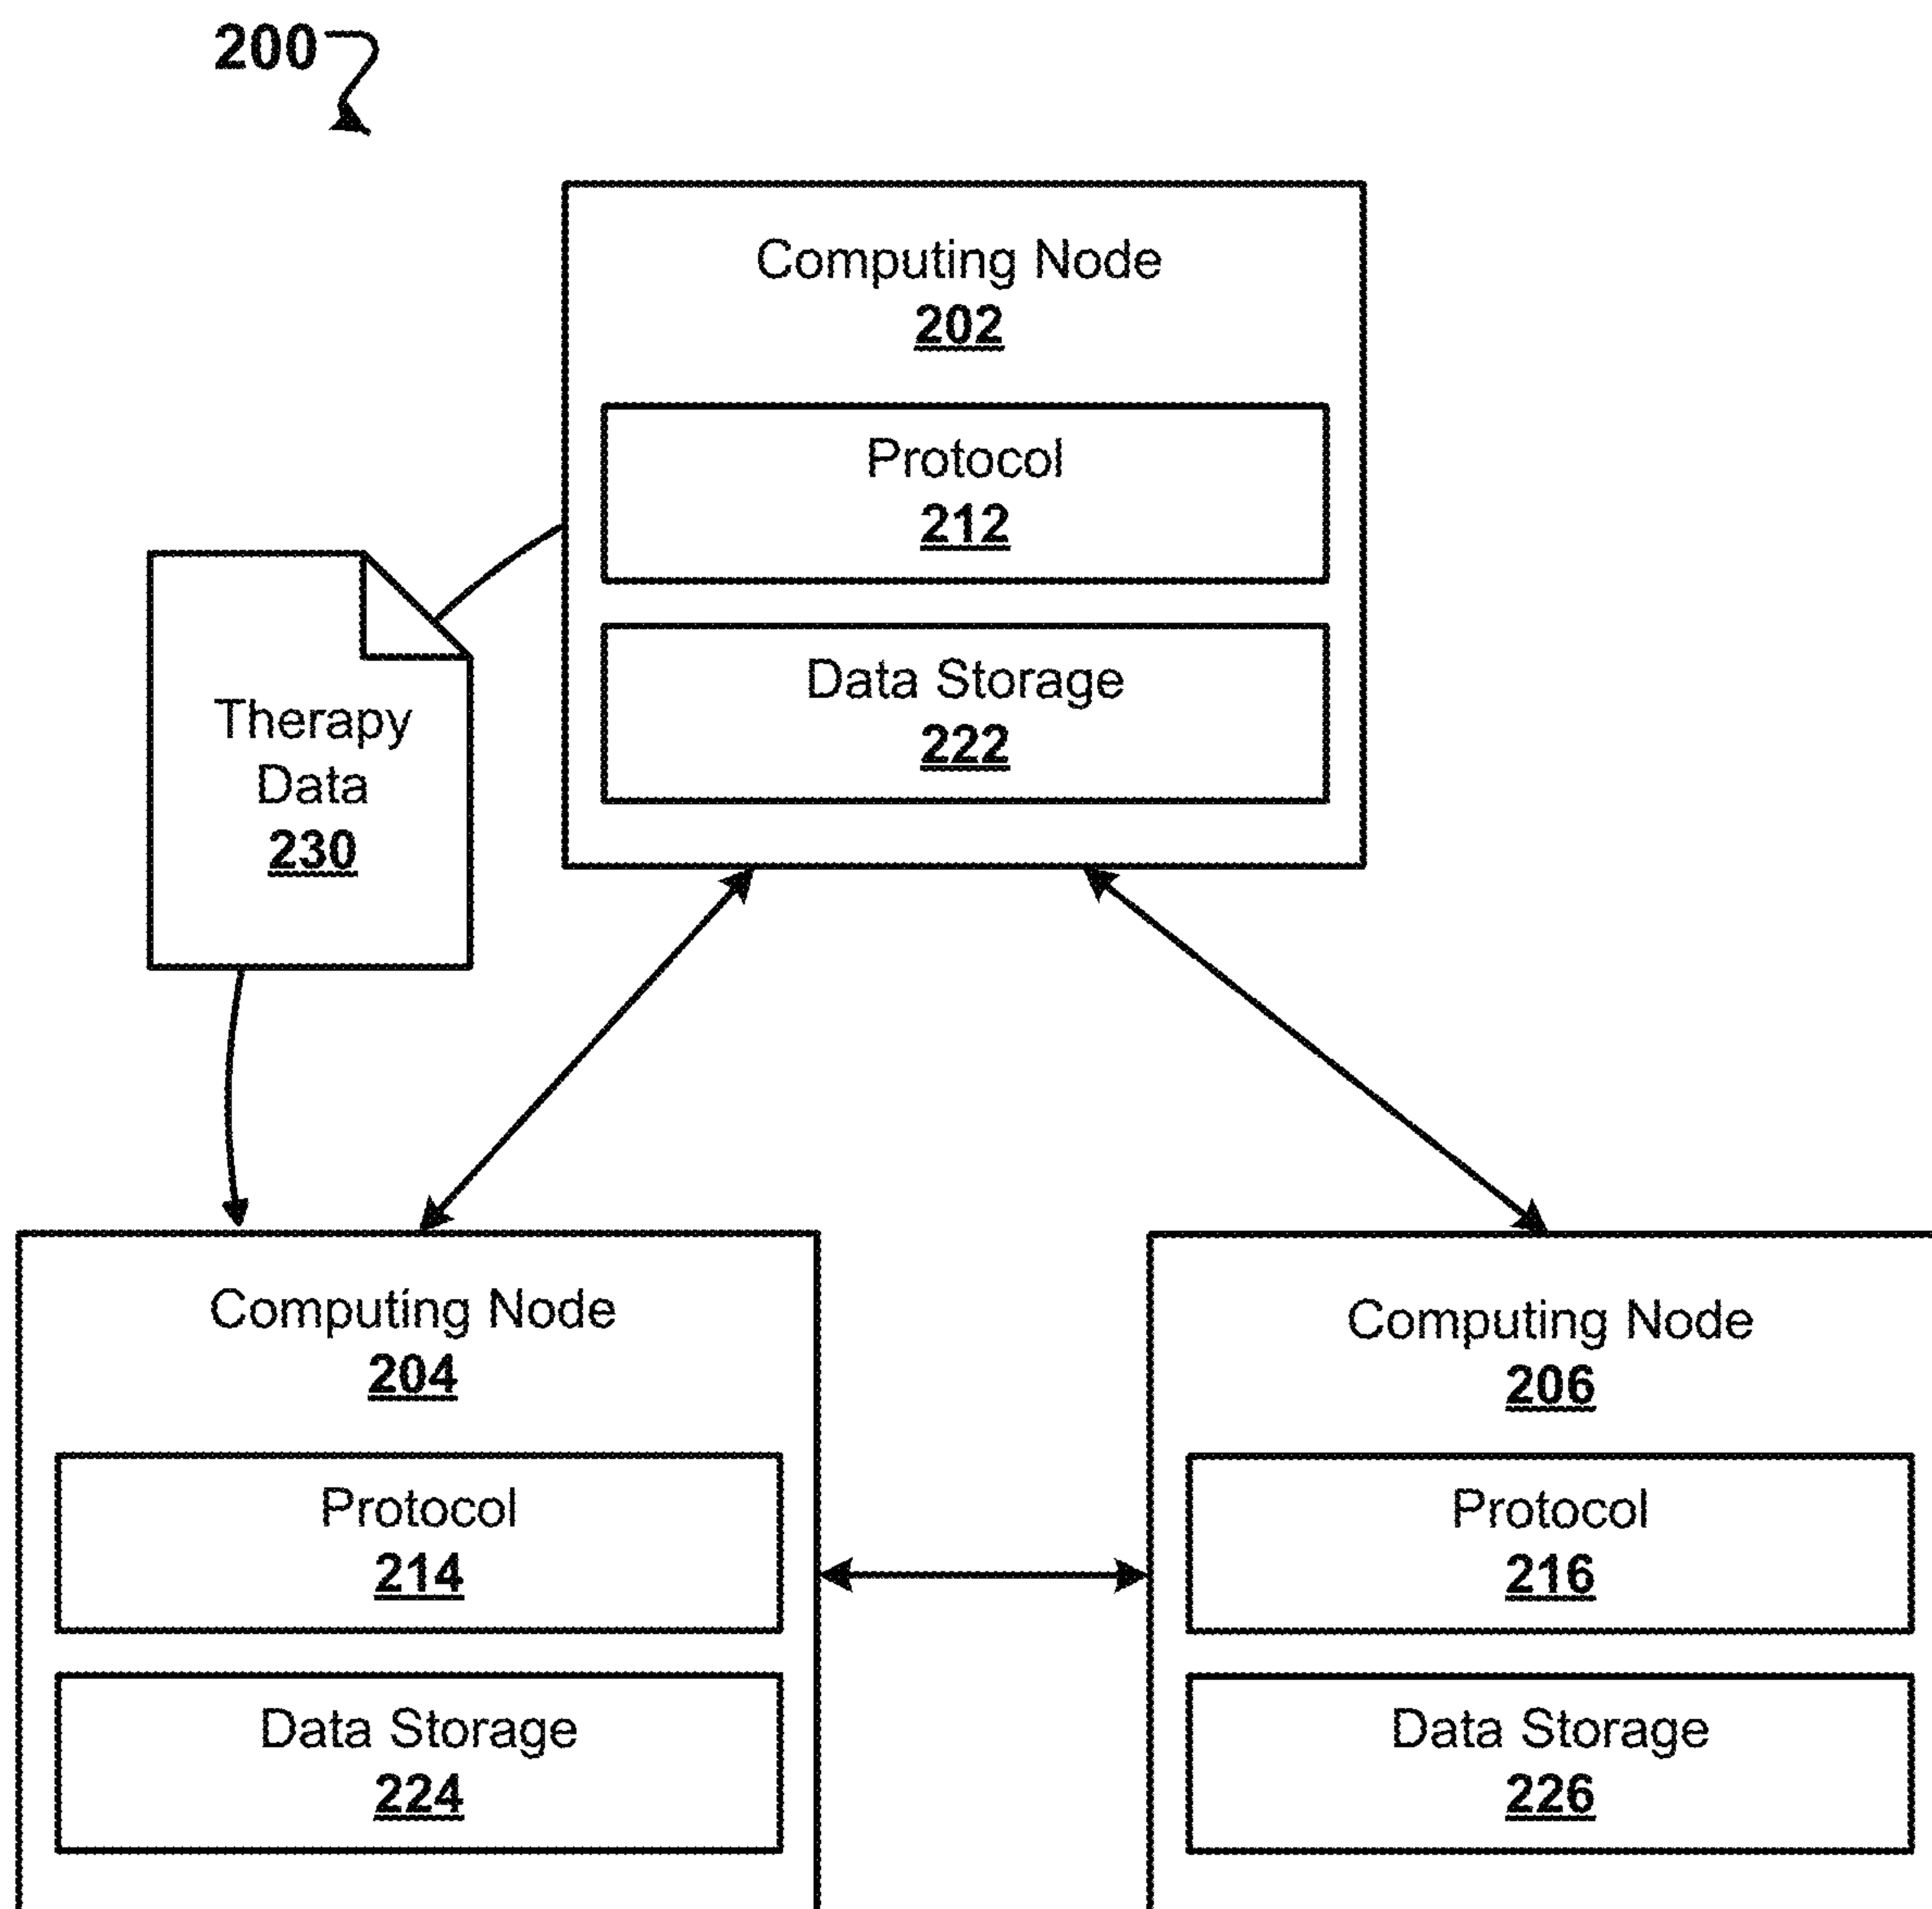 200
Computing Node
202
Protocol
212
Data Storage
222
Therapy
Data
230
Computing Node
204
Protocol
214
Data Storage
224
Computing Node
206
Protocol
216
Data Storage
226